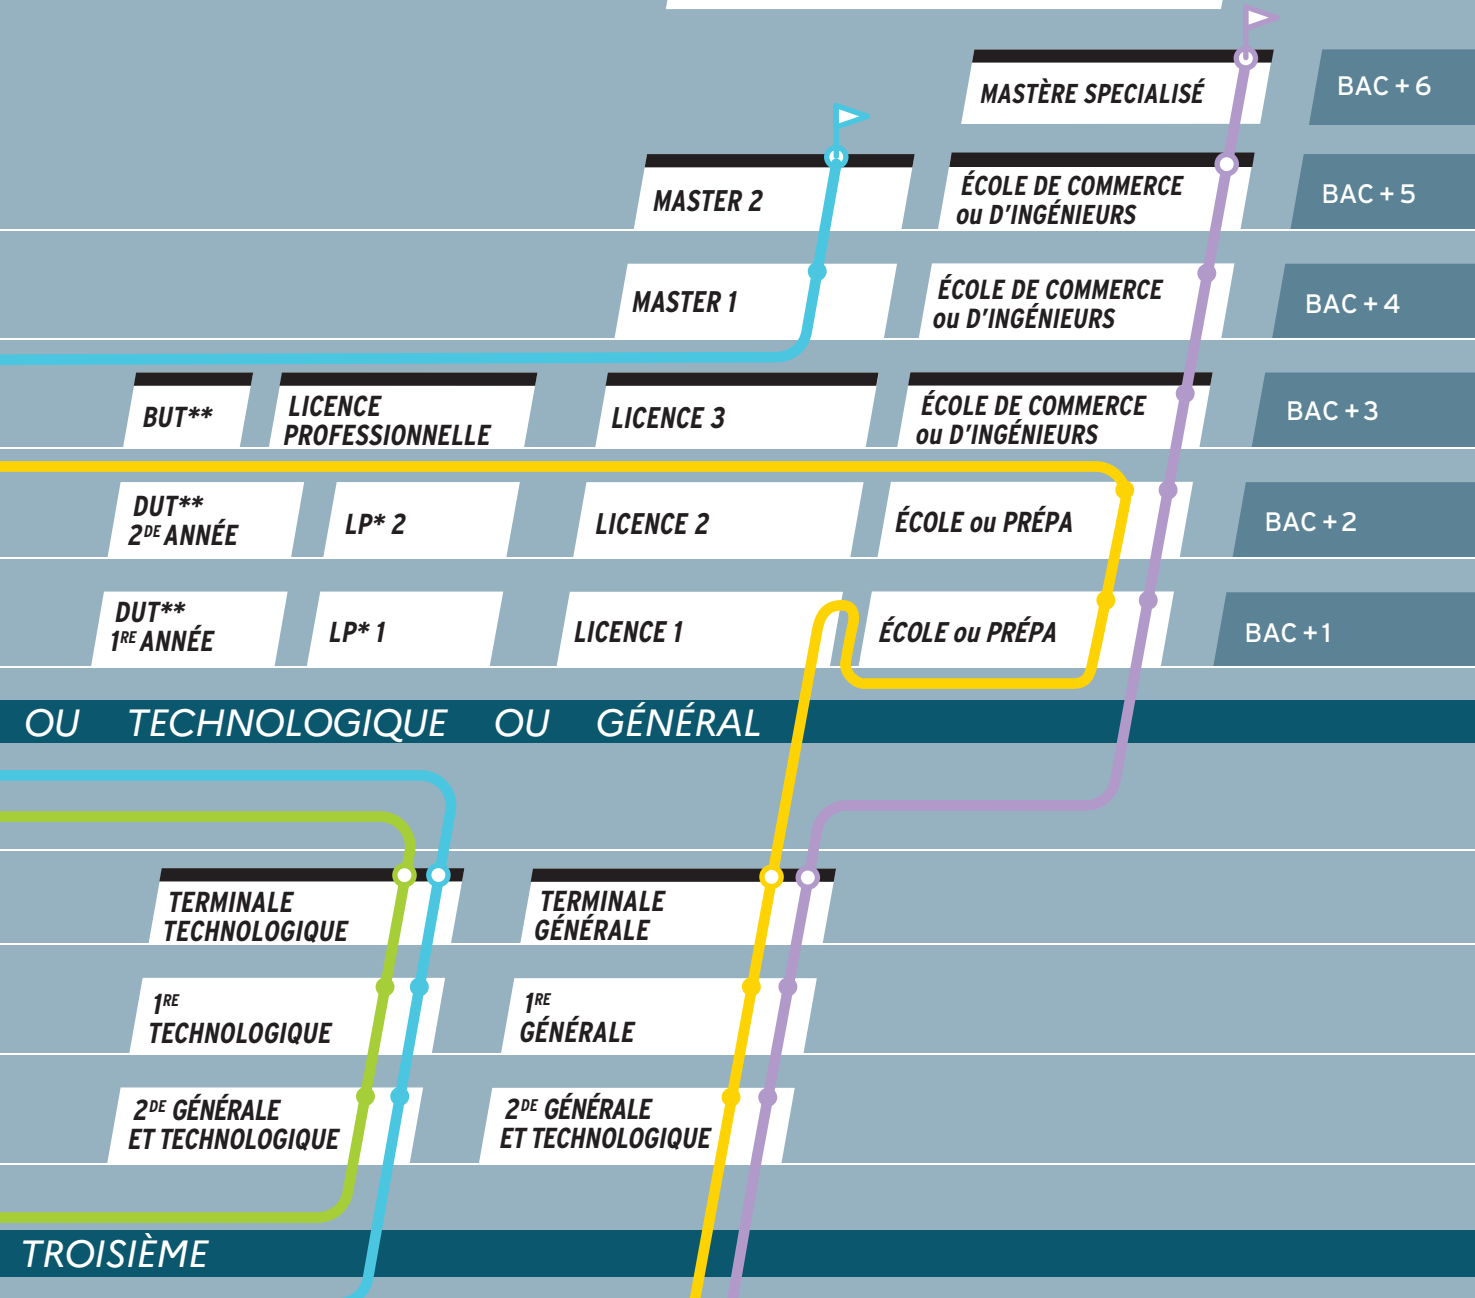 MASTÈRE SPECIALISÉ
BAC + 6
MASTER 2
ÉCOLE DE COMMERCE
ou D'INGÉNIEURS
BAC + 5
MASTER 1
ÉCOLE DE COMMERCE
ou D'INGÉNIEURS
BAC + 4
BUT**
LICENCE
PROFESSIONNELLE
LICENCE 3
ÉCOLE DE COMMERCE
ou D'INGÉNIEURS
BAC + 3
DUT**
2DE ANNÉE
LP* 2
LICENCE 2
ÉCOLE ou PRÉPA
BAC + 2
DUT**
1RE ANNÉE
LP* 1
LICENCE 1
ÉCOLE ou PRÉPA
BAC + 1
OU TECHNOLOGIQUE OU GÉNÉRAL
TERMINALE
TECHNOLOGIQUE
TERMINALE
GÉNÉRALE
1RE
TECHNOLOGIQUE
1RE
GÉNÉRALE
2DE GÉNÉRALE
ET TECHNOLOGIQUE
2DE GÉNÉRALE
ET TECHNOLOGIQUE
TROISIÈME